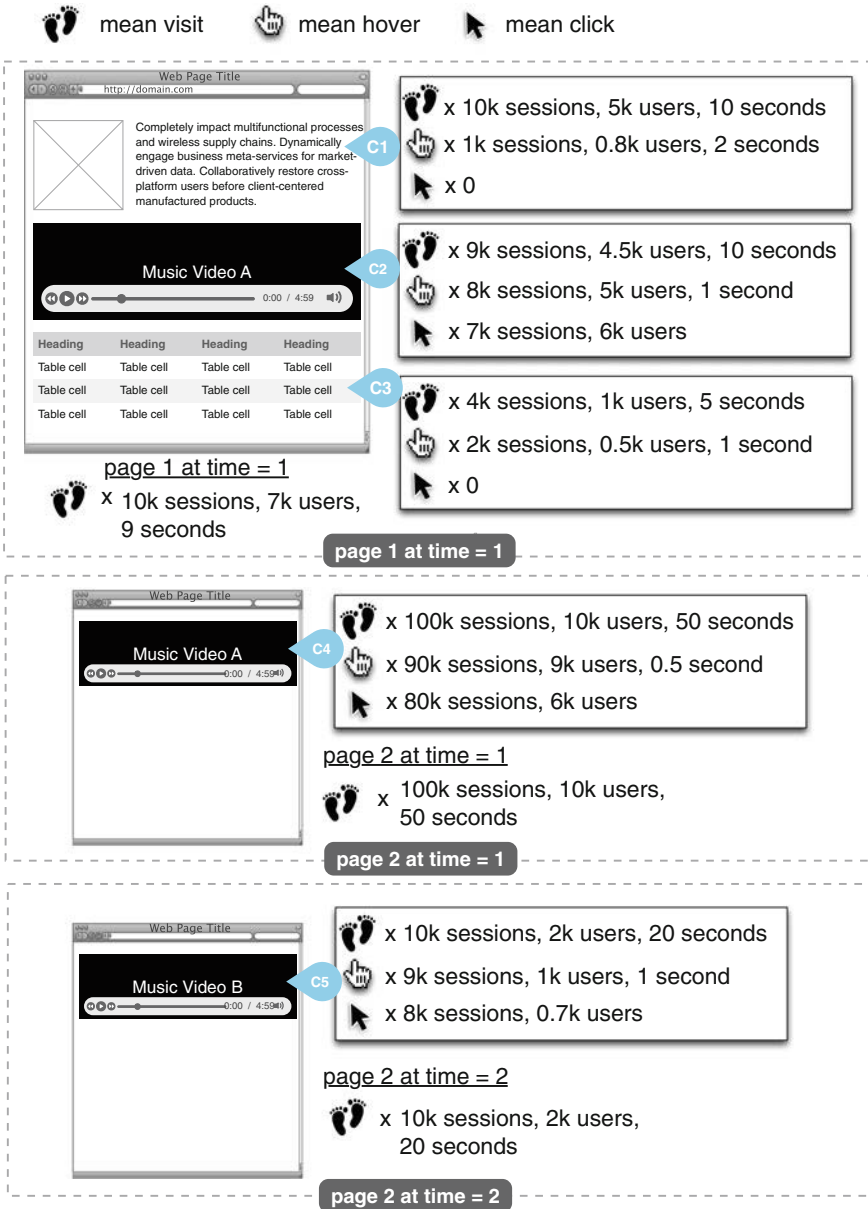 mean visit mean hover mean click
Web Page Title
http://domain.com
Completely impact multifunctional processes
and wireless supply chains. Dynamically
engage business meta-services for market-
driven data. Collaboratively restore cross-
platform users before client-centered
manufactured products.
C1
x 10k sessions, 5k users, 10 seconds
x 1k sessions, 0.8k users, 2 seconds
x 0
Music Video A
0:00 / 4:59
C2
x 9k sessions, 4.5k users, 10 seconds
x 8k sessions, 5k users, 1 second
x 7k sessions, 6k users
Heading Heading Heading Heading
Table cell Table cell Table cell Table cell
Table cell Table cell Table cell Table cell
Table cell Table cell Table cell Table cell
C3
x 4k sessions, 1k users, 5 seconds
x 2k sessions, 0.5k users, 1 second
x 0
page 1 at time = 1
x 10k sessions, 7k users,
9 seconds
page 1 at time = 1
Web Page Title
Music Video A
0:00 / 4:59
C4
x 100k sessions, 10k users, 50 seconds
x 90k sessions, 9k users, 0.5 second
x 80k sessions, 6k users
page 2 at time = 1
x 100k sessions, 10k users,
50 seconds
page 2 at time = 1
Web Page Title
Music Video B
0:00 / 4:59
C5
x 10k sessions, 2k users, 20 seconds
x 9k sessions, 1k users, 1 second
x 8k sessions, 0.7k users
page 2 at time = 2
x 10k sessions, 2k users,
20 seconds
page 2 at time = 2